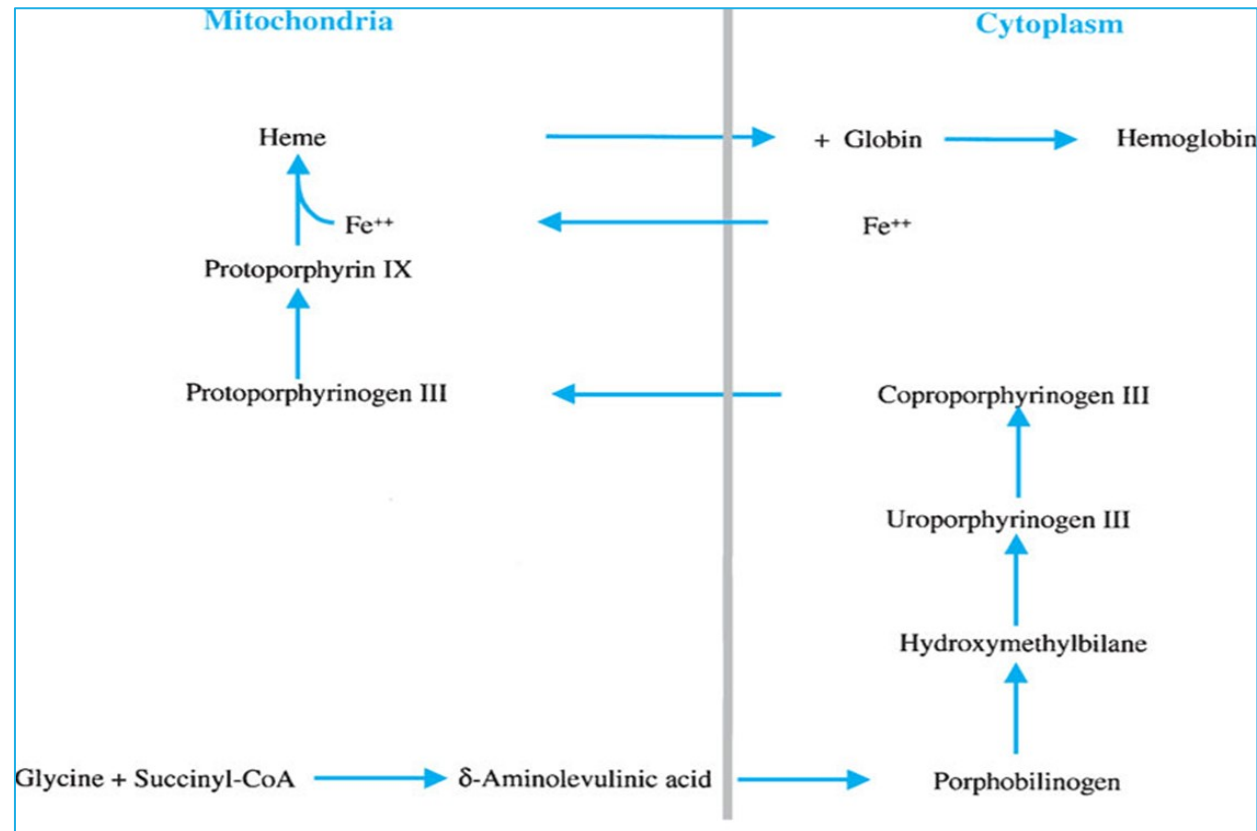 Mitochondria
Cytoplasm
Heme
+ Globin
Hemoglobin
Fe⁺⁺
Fe⁺⁺
Protoporphyrin IX
Protoporphyrinogen III
Coproporphyrinogen III
Uroporphyrinogen III
Hydroxymethylbilane
Glycine + Succinyl-CoA
δ-Aminolevulinic acid
Porphobilinogen